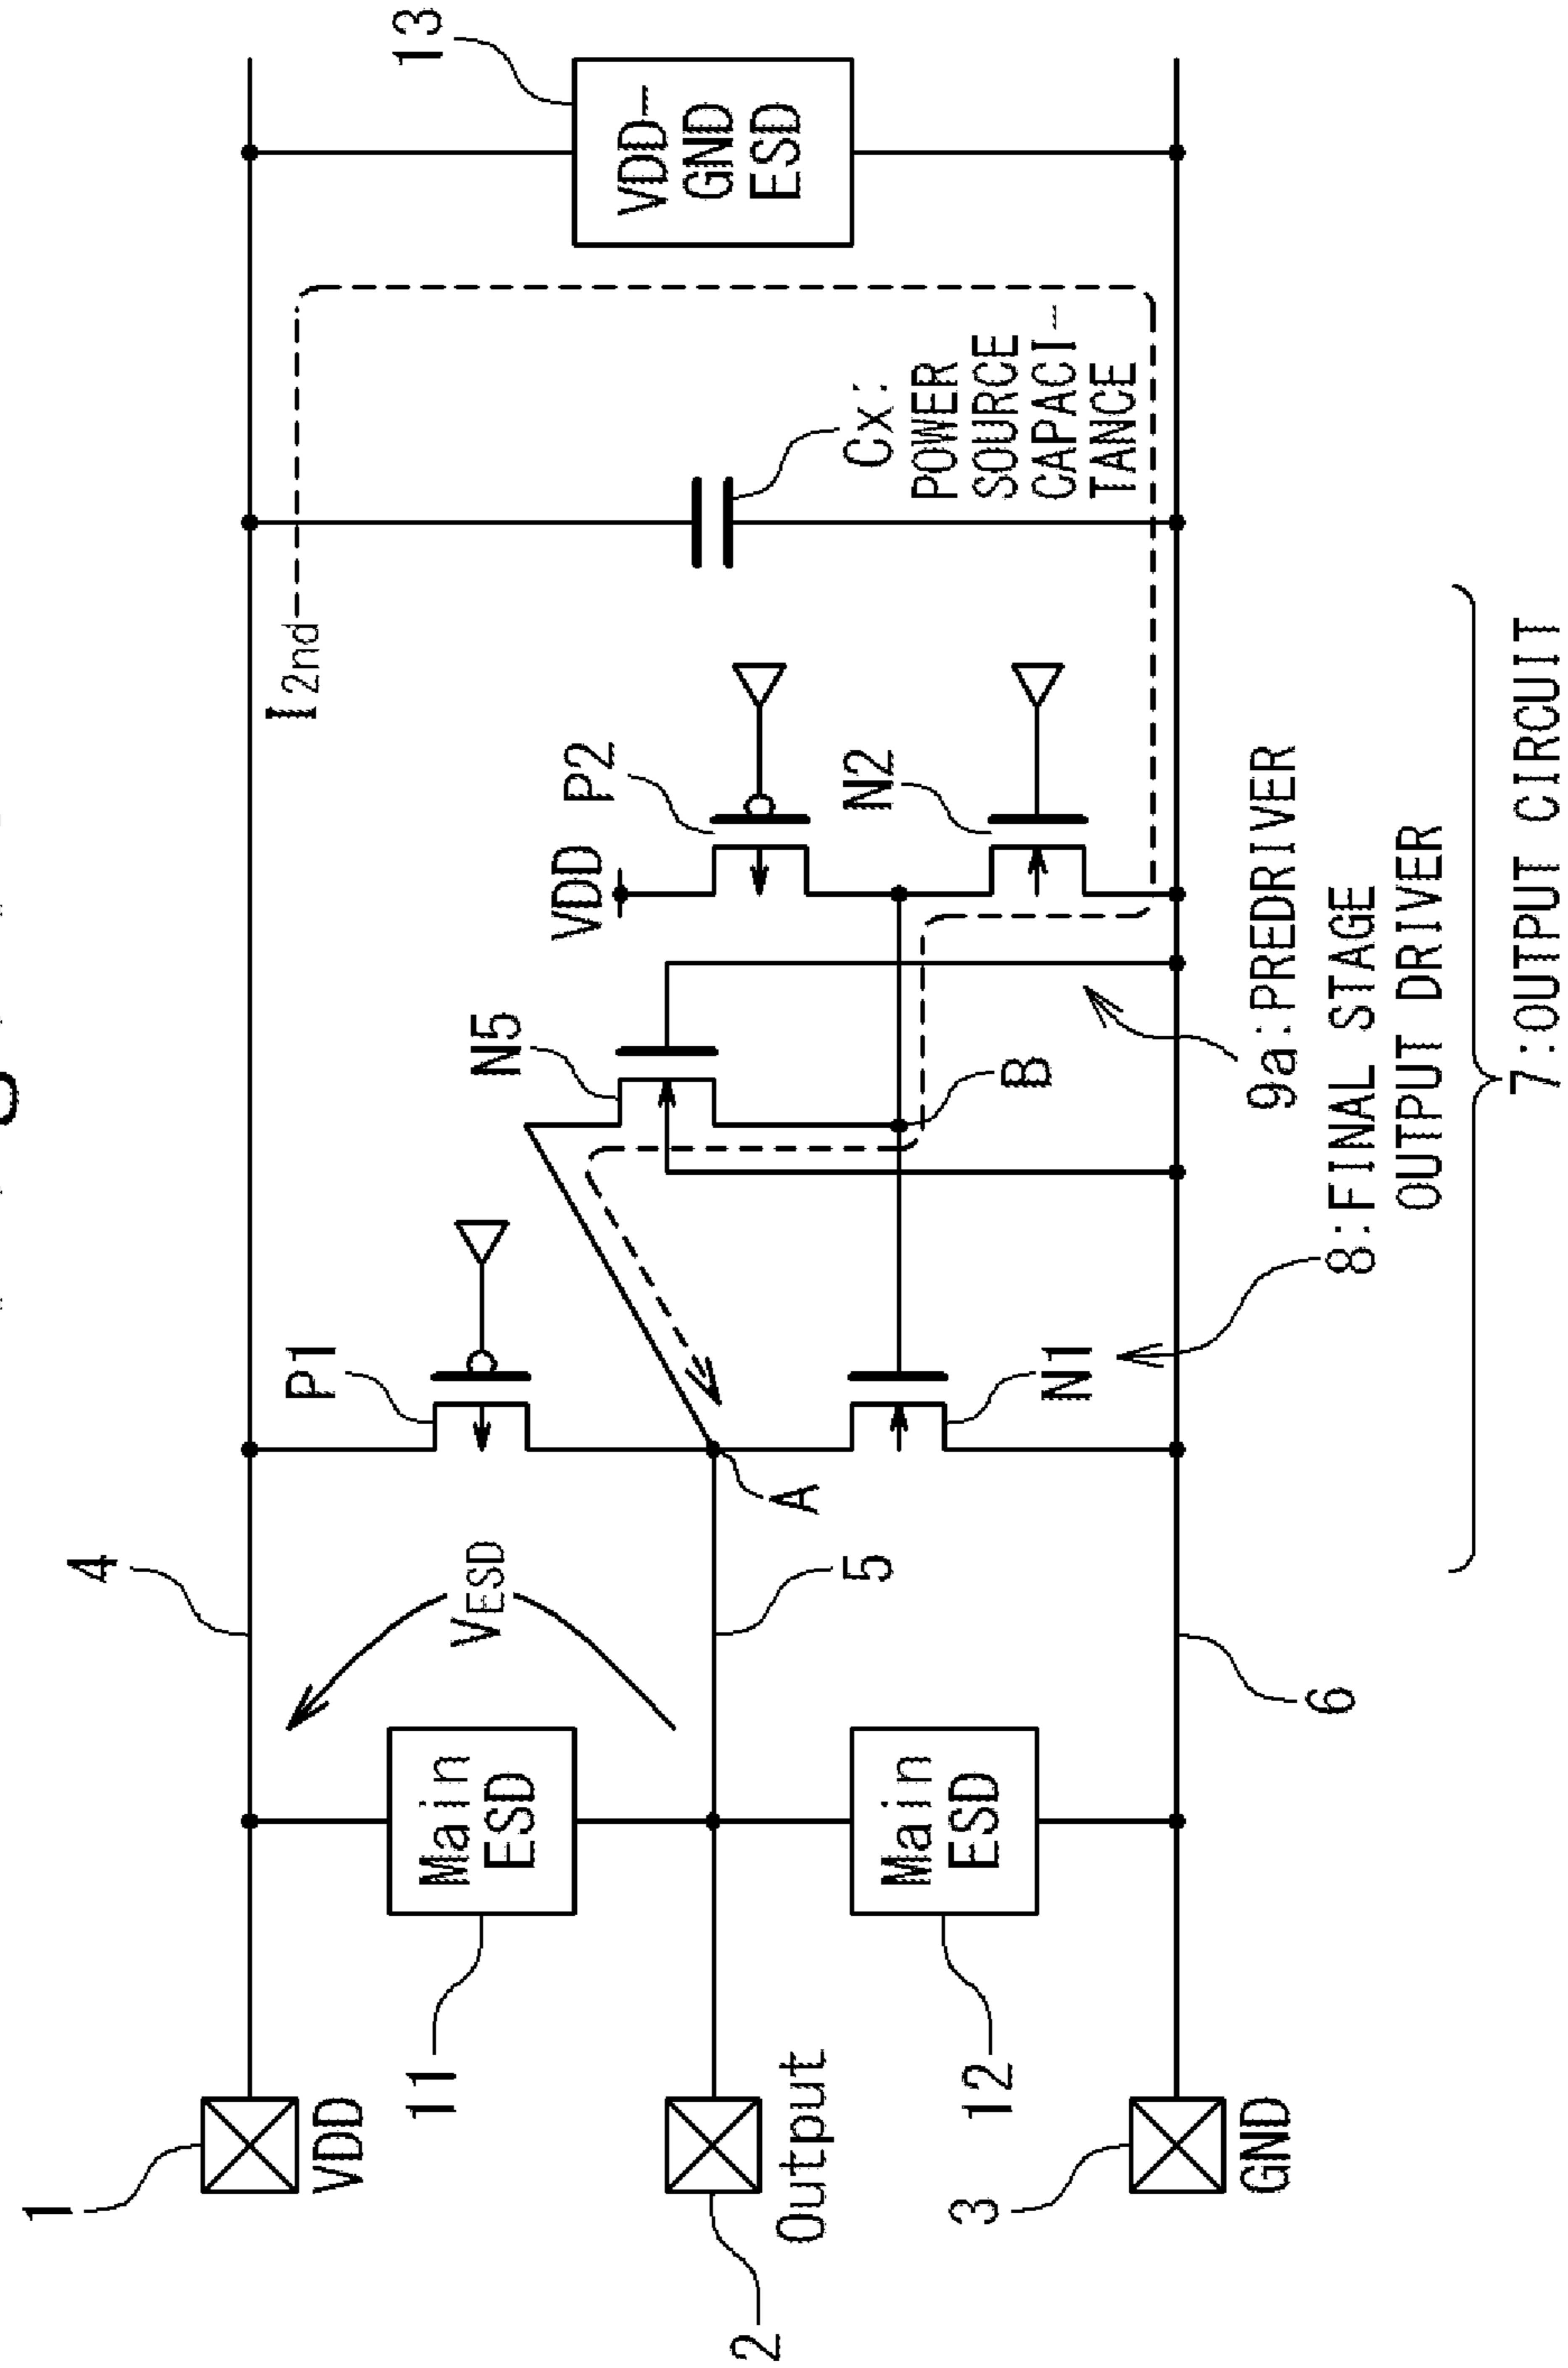 1
VDD
2
Output
3
GND
4
5
6
11
Main
ESD
12
Main
ESD
VESD
P1
A
N1
N5
B
VDD
P2
N2
I2nd
Cx:
POWER
SOURCE
CAPACI-
TANCE
13
VDD-
GND
ESD
9a:PREDRIVER
8:FINAL STAGE
OUTPUT DRIVER
7:OUTPUT CIRCUIT